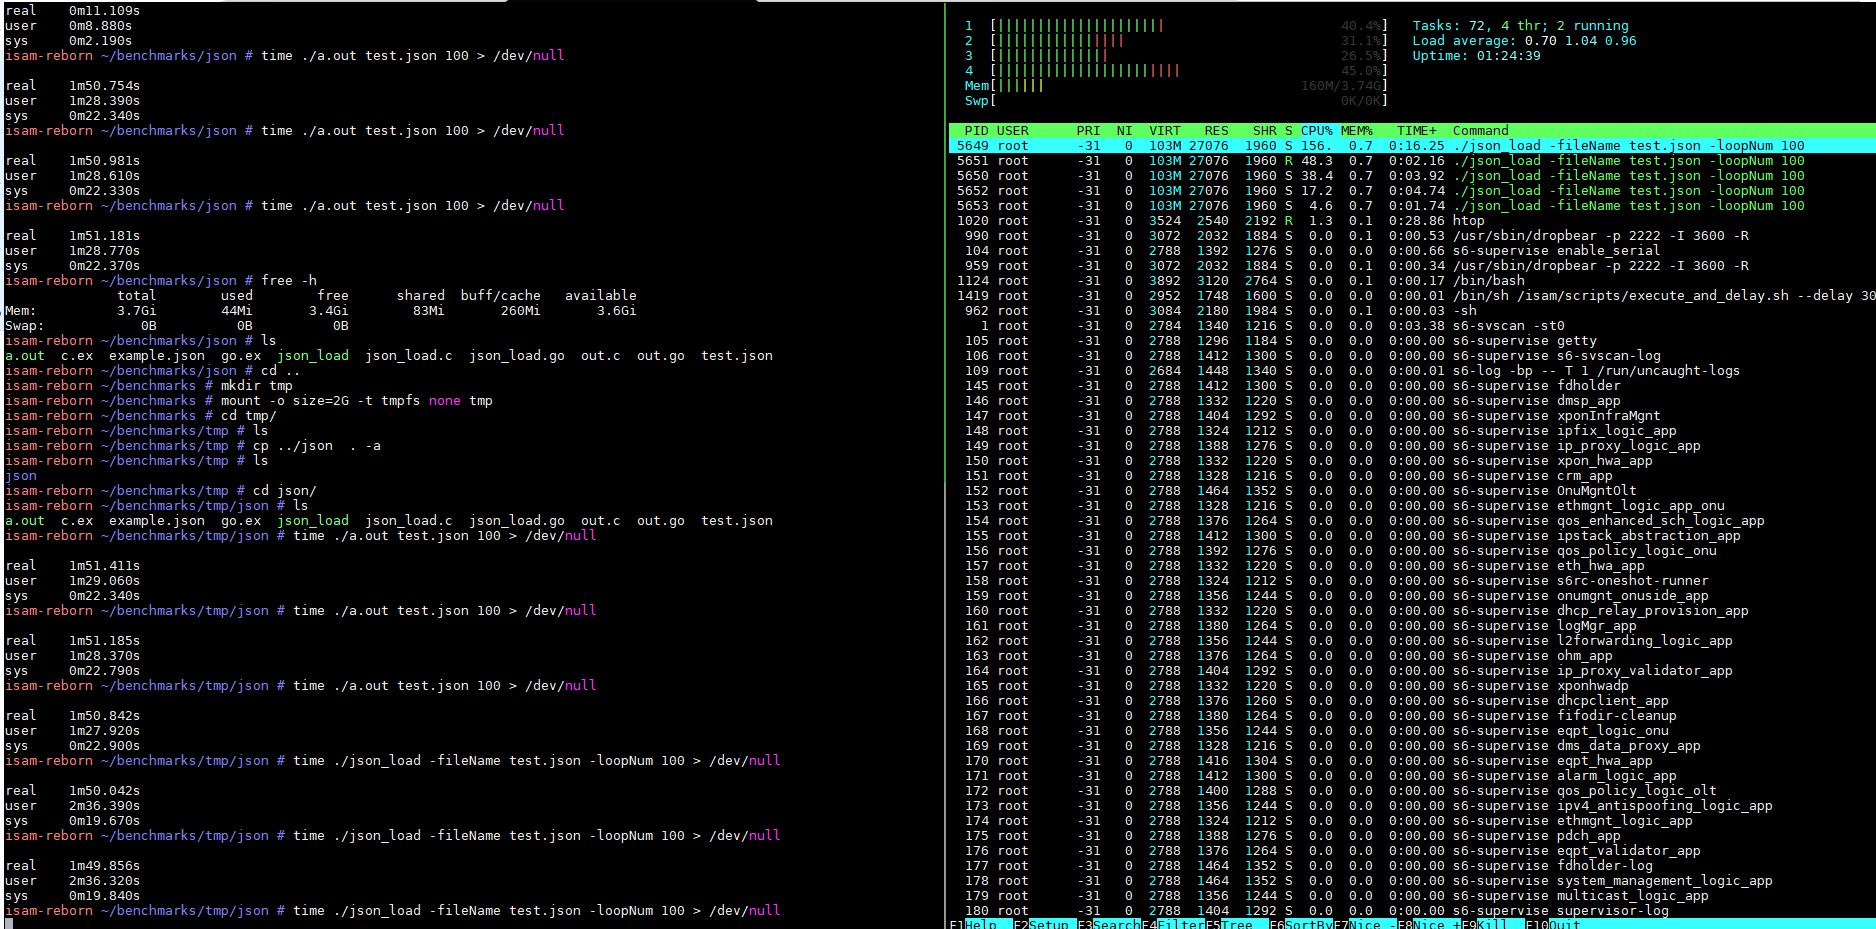 real    0m11.109s
user    0m8.880s
sys     0m2.190s
isam-reborn ~/benchmarks/json # time ./a.out test.json 100 > /dev/null
real    1m50.754s
user    1m28.390s
sys     0m22.340s
isam-reborn ~/benchmarks/json # time ./a.out test.json 100 > /dev/null
real    1m50.981s
user    1m28.610s
sys     0m22.330s
isam-reborn ~/benchmarks/json # time ./a.out test.json 100 > /dev/null
real    1m51.181s
user    1m28.770s
sys     0m22.370s
isam-reborn ~/benchmarks/json # free -h
              total        used        free      shared  buff/cache   available
Mem:          3.7Gi        44Mi       3.4Gi        83Mi       260Mi       3.6Gi
Swap:            0B          0B          0B
isam-reborn ~/benchmarks/json # ls
a.out  c.ex  example.json  go.ex  json_load  json_load.c  json_load.go  out.c  out.go  test.json
isam-reborn ~/benchmarks/json # cd ..
isam-reborn ~/benchmarks # mkdir tmp
isam-reborn ~/benchmarks # mount -o size=2G -t tmpfs none tmp
isam-reborn ~/benchmarks # cd tmp/
isam-reborn ~/benchmarks/tmp # ls
isam-reborn ~/benchmarks/tmp # cp ../json  . -a
isam-reborn ~/benchmarks/tmp # ls
json
isam-reborn ~/benchmarks/tmp # cd json/
isam-reborn ~/benchmarks/tmp/json # ls
a.out  c.ex  example.json  go.ex  json_load  json_load.c  json_load.go  out.c  out.go  test.json
isam-reborn ~/benchmarks/tmp/json # time ./a.out test.json 100 > /dev/null
real    1m51.411s
user    1m29.060s
sys     0m22.340s
isam-reborn ~/benchmarks/tmp/json # time ./a.out test.json 100 > /dev/null
real    1m51.185s
user    1m28.370s
sys     0m22.790s
isam-reborn ~/benchmarks/tmp/json # time ./a.out test.json 100 > /dev/null
real    1m50.842s
user    1m27.920s
sys     0m22.900s
isam-reborn ~/benchmarks/tmp/json # time ./json_load -fileName test.json -loopNum 100 > /dev/null
real    1m50.042s
user    2m36.390s
sys     0m19.670s
isam-reborn ~/benchmarks/tmp/json # time ./json_load -fileName test.json -loopNum 100 > /dev/null
real    1m49.856s
user    2m36.320s
sys     0m19.840s
isam-reborn ~/benchmarks/tmp/json # time ./json_load -fileName test.json -loopNum 100 > /dev/null
1 [||||||||||||||||||||| 40.4%] Tasks: 72, 4 thr; 2 running
2 [|||||||||||||||| 31.1%] Load average: 0.70 1.04 0.96
3 [|||||||||||||| 26.5%] Uptime: 01:24:39
4 [||||||||||||||||||||||| 45.0%]
Mem[|||||| 160M/3.74G]
Swp[ 0K/0K]
PID USER PRI NI VIRT RES SHR S CPU% MEM% TIME+ Command
5649 root -31 0 103M 27076 1960 S 156. 0.7 0:16.25 ./json_load -fileName test.json -loopNum 100
5651 root -31 0 103M 27076 1960 R 48.3 0.7 0:02.16 ./json_load -fileName test.json -loopNum 100
5650 root -31 0 103M 27076 1960 S 38.4 0.7 0:03.92 ./json_load -fileName test.json -loopNum 100
5652 root -31 0 103M 27076 1960 S 17.2 0.7 0:04.74 ./json_load -fileName test.json -loopNum 100
5653 root -31 0 103M 27076 1960 S 4.6 0.7 0:01.74 ./json_load -fileName test.json -loopNum 100
1020 root -31 0 3524 2540 2192 R 1.3 0.1 0:28.86 htop
990 root -31 0 3072 2032 1884 S 0.0 0.1 0:00.53 /usr/sbin/dropbear -p 2222 -I 3600 -R
104 root -31 0 2788 1392 1276 S 0.0 0.0 0:00.66 s6-supervise enable_serial
959 root -31 0 3072 2032 1884 S 0.0 0.1 0:00.34 /usr/sbin/dropbear -p 2222 -I 3600 -R
1124 root -31 0 3892 3120 2764 S 0.0 0.1 0:00.17 /bin/bash
1419 root -31 0 2952 1748 1600 S 0.0 0.0 0:00.01 /bin/sh /isam/scripts/execute_and_delay.sh --delay 30
962 root -31 0 3084 2180 1984 S 0.0 0.1 0:00.03 -sh
1 root -31 0 2784 1340 1216 S 0.0 0.0 0:03.38 s6-svscan -st0
105 root -31 0 2788 1296 1184 S 0.0 0.0 0:00.00 s6-supervise getty
106 root -31 0 2788 1412 1300 S 0.0 0.0 0:00.00 s6-supervise s6-svscan-log
109 root -31 0 2684 1448 1340 S 0.0 0.0 0:00.01 s6-log -bp -- T 1 /run/uncaught-logs
145 root -31 0 2788 1412 1300 S 0.0 0.0 0:00.00 s6-supervise fdholder
146 root -31 0 2788 1332 1220 S 0.0 0.0 0:00.00 s6-supervise dmsp_app
147 root -31 0 2788 1404 1292 S 0.0 0.0 0:00.00 s6-supervise xponInfraMgnt
148 root -31 0 2788 1324 1212 S 0.0 0.0 0:00.00 s6-supervise ipfix_logic_app
149 root -31 0 2788 1388 1276 S 0.0 0.0 0:00.00 s6-supervise ip_proxy_logic_app
150 root -31 0 2788 1332 1220 S 0.0 0.0 0:00.00 s6-supervise xpon_hwa_app
151 root -31 0 2788 1328 1216 S 0.0 0.0 0:00.00 s6-supervise crm_app
152 root -31 0 2788 1464 1352 S 0.0 0.0 0:00.00 s6-supervise OnuMgntOlt
153 root -31 0 2788 1328 1216 S 0.0 0.0 0:00.00 s6-supervise ethmgnt_logic_app_onu
154 root -31 0 2788 1376 1264 S 0.0 0.0 0:00.00 s6-supervise qos_enhanced_sch_logic_app
155 root -31 0 2788 1412 1300 S 0.0 0.0 0:00.00 s6-supervise ipstack_abstraction_app
156 root -31 0 2788 1392 1276 S 0.0 0.0 0:00.00 s6-supervise qos_policy_logic_onu
157 root -31 0 2788 1332 1220 S 0.0 0.0 0:00.00 s6-supervise eth_hwa_app
158 root -31 0 2788 1324 1212 S 0.0 0.0 0:00.00 s6-supervise s6rc-oneshot-runner
159 root -31 0 2788 1356 1244 S 0.0 0.0 0:00.00 s6-supervise onumgnt_onuside_app
160 root -31 0 2788 1332 1220 S 0.0 0.0 0:00.00 s6-supervise dhcp_relay_provision_app
161 root -31 0 2788 1380 1264 S 0.0 0.0 0:00.00 s6-supervise logMgr_app
162 root -31 0 2788 1356 1244 S 0.0 0.0 0:00.00 s6-supervise l2forwarding_logic_app
163 root -31 0 2788 1376 1264 S 0.0 0.0 0:00.00 s6-supervise ohm_app
164 root -31 0 2788 1404 1292 S 0.0 0.0 0:00.00 s6-supervise ip_proxy_validator_app
165 root -31 0 2788 1332 1220 S 0.0 0.0 0:00.00 s6-supervise xponhwadp
166 root -31 0 2788 1376 1260 S 0.0 0.0 0:00.00 s6-supervise dhcpclient_app
167 root -31 0 2788 1380 1264 S 0.0 0.0 0:00.00 s6-supervise fifodir-cleanup
168 root -31 0 2788 1356 1244 S 0.0 0.0 0:00.00 s6-supervise eqpt_logic_onu
169 root -31 0 2788 1328 1216 S 0.0 0.0 0:00.00 s6-supervise dms_data_proxy_app
170 root -31 0 2788 1416 1304 S 0.0 0.0 0:00.00 s6-supervise eqpt_hwa_app
171 root -31 0 2788 1412 1300 S 0.0 0.0 0:00.00 s6-supervise alarm_logic_app
172 root -31 0 2788 1400 1288 S 0.0 0.0 0:00.00 s6-supervise qos_policy_logic_olt
173 root -31 0 2788 1356 1244 S 0.0 0.0 0:00.00 s6-supervise ipv4_antispoofing_logic_app
174 root -31 0 2788 1324 1212 S 0.0 0.0 0:00.00 s6-supervise ethmgnt_logic_app
175 root -31 0 2788 1388 1276 S 0.0 0.0 0:00.00 s6-supervise pdch_app
176 root -31 0 2788 1376 1264 S 0.0 0.0 0:00.00 s6-supervise eqpt_validator_app
177 root -31 0 2788 1464 1352 S 0.0 0.0 0:00.00 s6-supervise fdholder-log
178 root -31 0 2788 1464 1352 S 0.0 0.0 0:00.00 s6-supervise system_management_logic_app
179 root -31 0 2788 1356 1244 S 0.0 0.0 0:00.00 s6-supervise multicast_logic_app
180 root -31 0 2788 1404 1292 S 0.0 0.0 0:00.00 s6-supervise supervisor-log
F1Help  F2Setup F3SearchF4FilterF5Tree  F6SortByF7Nice -F8Nice +F9Kill  F10Quit